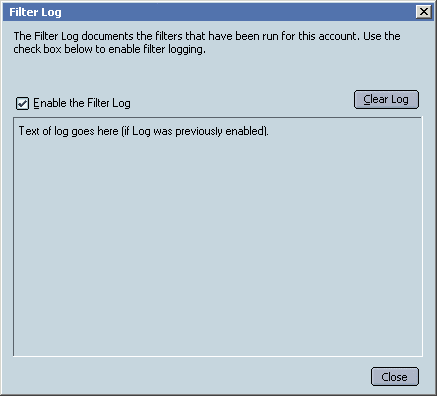 Filter Log
The Filter Log documents the filters that have been run for this account. Use the
check box below to enable filter logging.
Enable the Filter Log
Clear Log
Text of log goes here (if Log was previously enabled).
Close